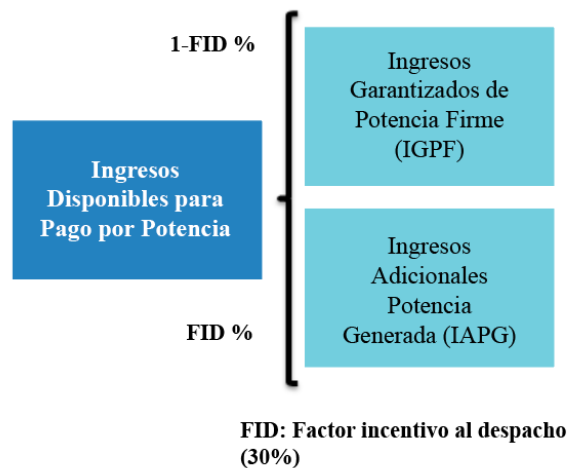 1-FID %
Ingresos
Garantizados de
Potencia Firme
(IGPF)
Ingresos
Disponibles para
Pago por Potencia
Ingresos
Adicionales
Potencia
Generada (IAPG)
FID %
FID: Factor incentivo al despacho
(30%)